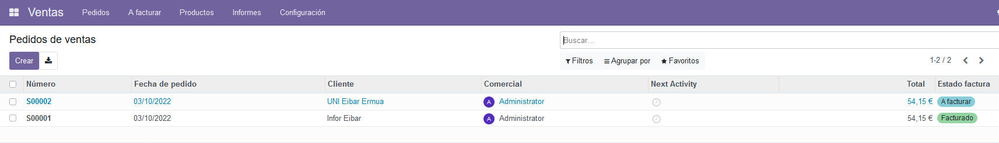 Ventas Pedidos A facturar Productos Informes Configuración
Pedidos de ventas
Buscar...
Crear
Filtros Agrupar por Favoritos 1-2 / 2
Número Fecha de pedido Cliente Comercial Next Activity Total Estado factura
S00002 03/10/2022 UNI Eibar Ermua A Administrator 54,15 € A facturar
S00001 03/10/2022 Infor Eibar A Administrator 54,15 € Facturado